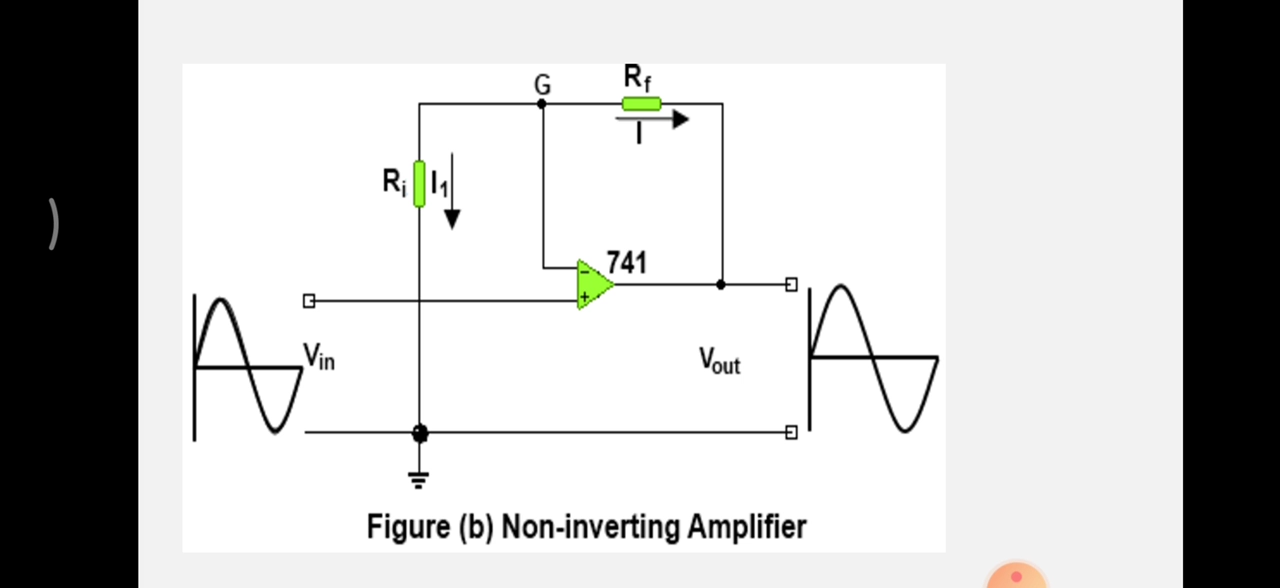 G
Rf
I
Ri
I1
741
−
+
Vin
Vout
Figure (b) Non-inverting Amplifier